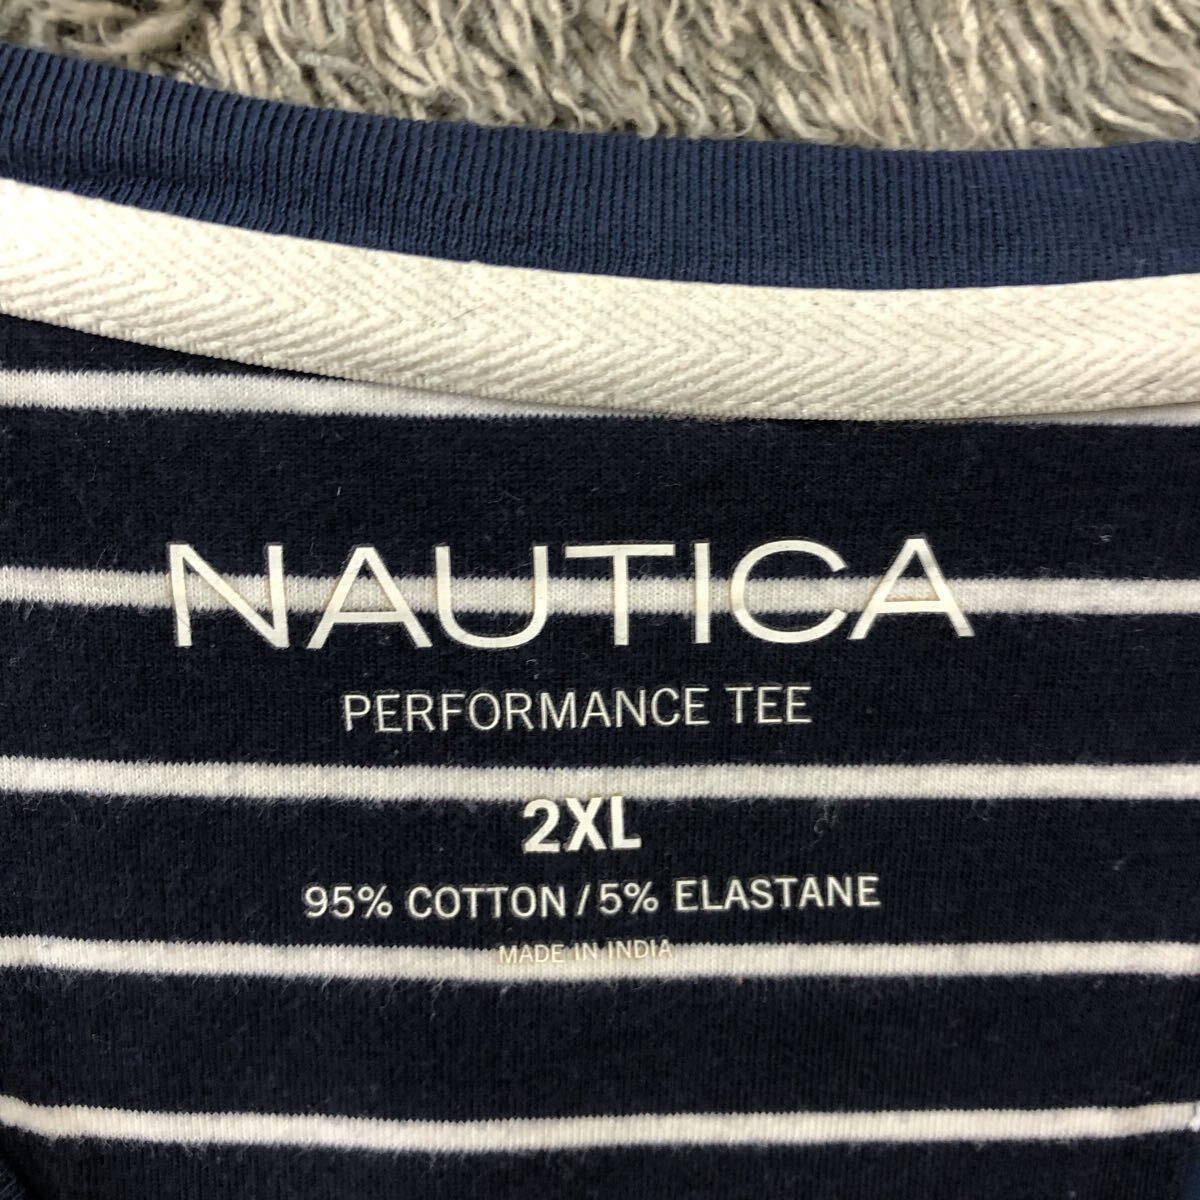 NAUTICA
PERFORMANCE TEE
2XL
95% COTTON / 5% ELASTANE
MADE IN INDIA